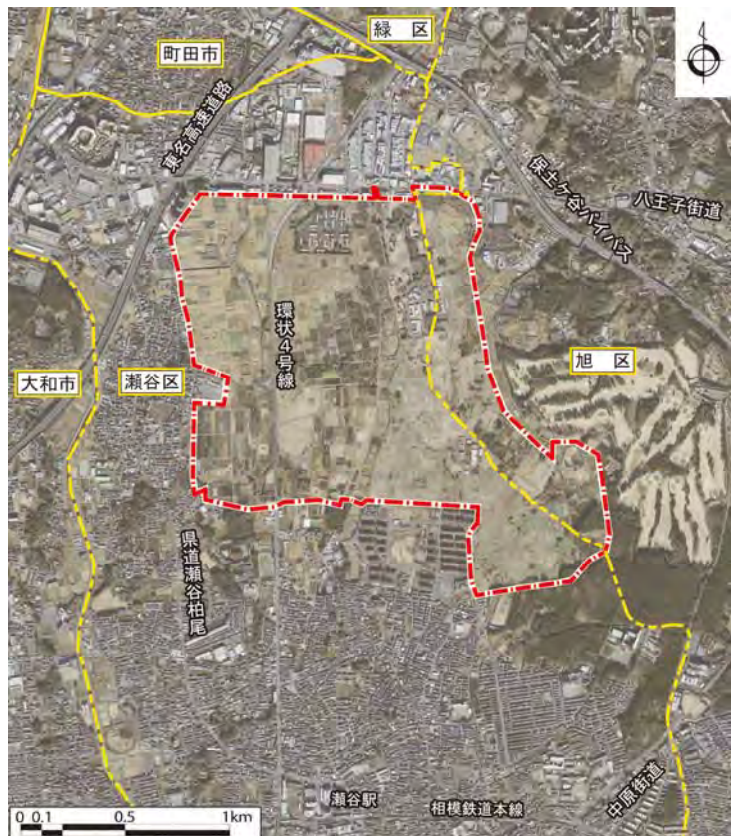 緑 区
町田市
東名高速道路
保土ヶ谷バイパス
八王子街道
環状4号線
旭 区
大和市
瀬谷区
県道瀬谷柏尾
瀬谷駅
相模鉄道本線
中原街道
0 0.1 0.5 1km